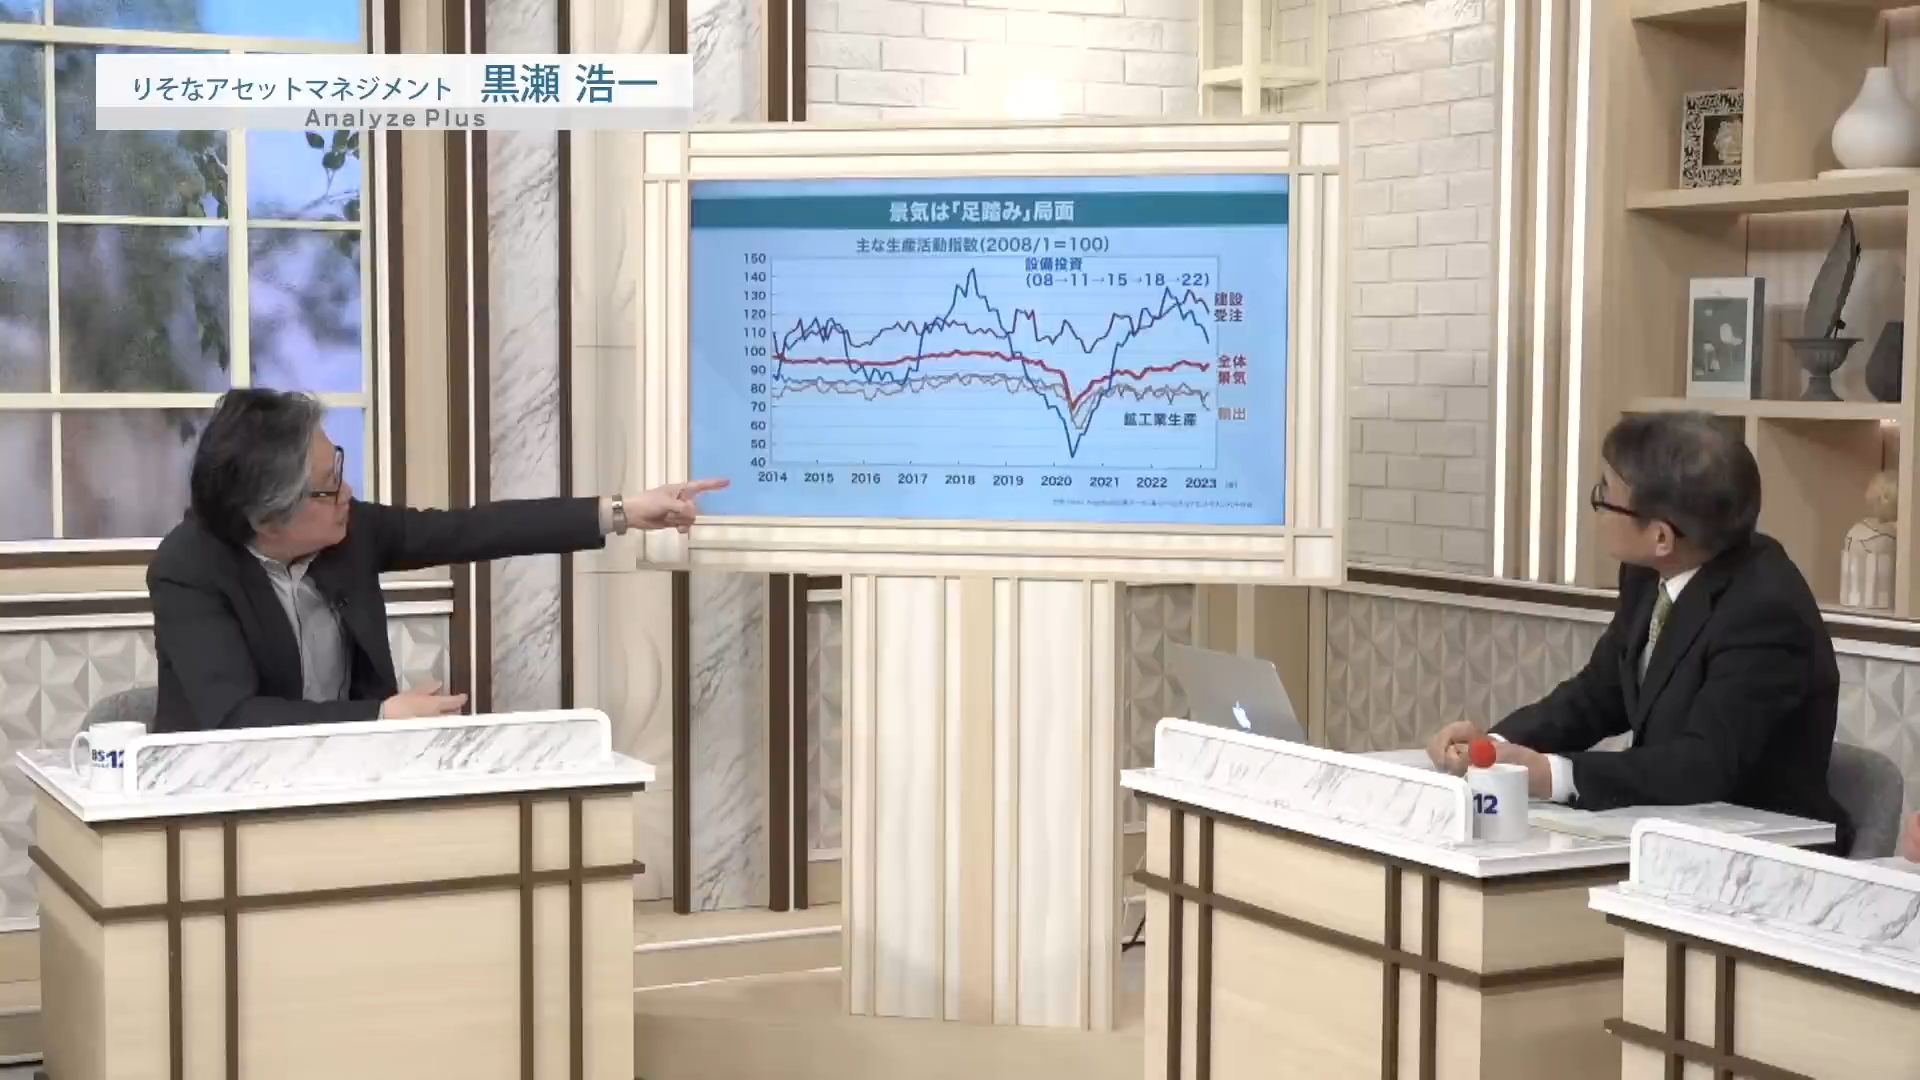 りそなアセットマネジメント 黒瀬 浩一
Analyze Plus
景気は「足踏み」局面
主な生産活動指数(2008/1=100)
設備投資
(08→11→15→18→22)
150
140
130
120
110
100
90
80
70
60
50
40
建設
受注
全体
景気
輸出
鉱工業生産
2014 2015 2016 2017 2018 2019 2020 2021 2022 2023
BS12
12